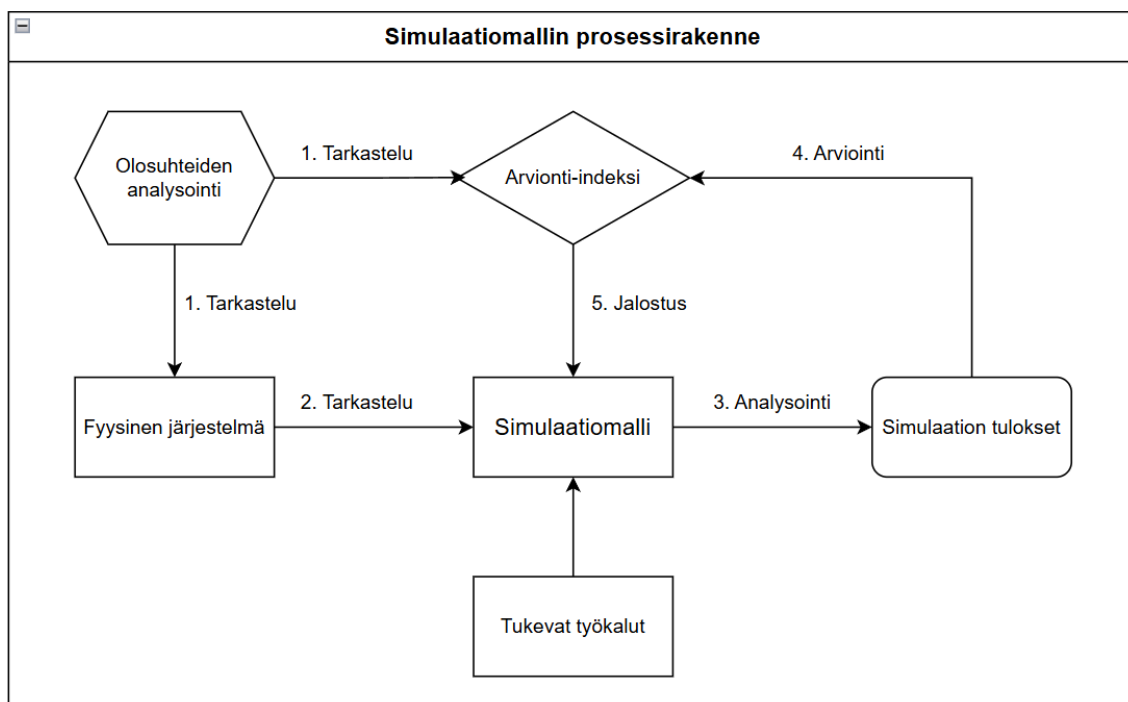 Simulaatiomallin prosessirakenne
Olosuhteiden
analysointi
1. Tarkastelu
Arvionti-indeksi
4. Arviointi
1. Tarkastelu
5. Jalostus
Fyysinen järjestelmä
2. Tarkastelu
Simulaatiomalli
3. Analysointi
Simulaation tulokset
Tukevat työkalut